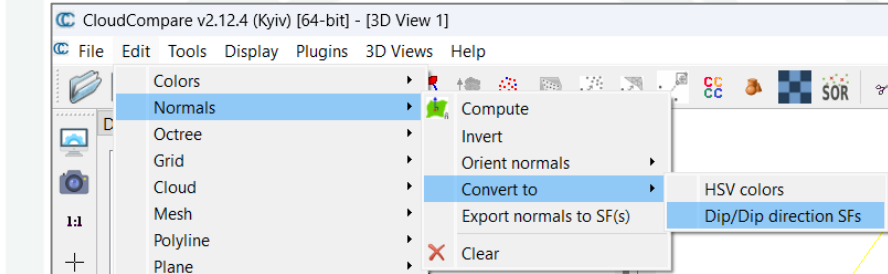 CloudCompare v2.12.4 (Kyiv) [64-bit] - [3D View 1]
File Edit Tools Display Plugins 3D Views Help
Colors
CC
CC
SOR
Normals
Compute
D
Octree
Invert
Grid
Orient normals
Cloud
Convert to
HSV colors
1:1
Mesh
Export normals to SF(s)
Dip/Dip direction SFs
Polyline
Clear
Plane